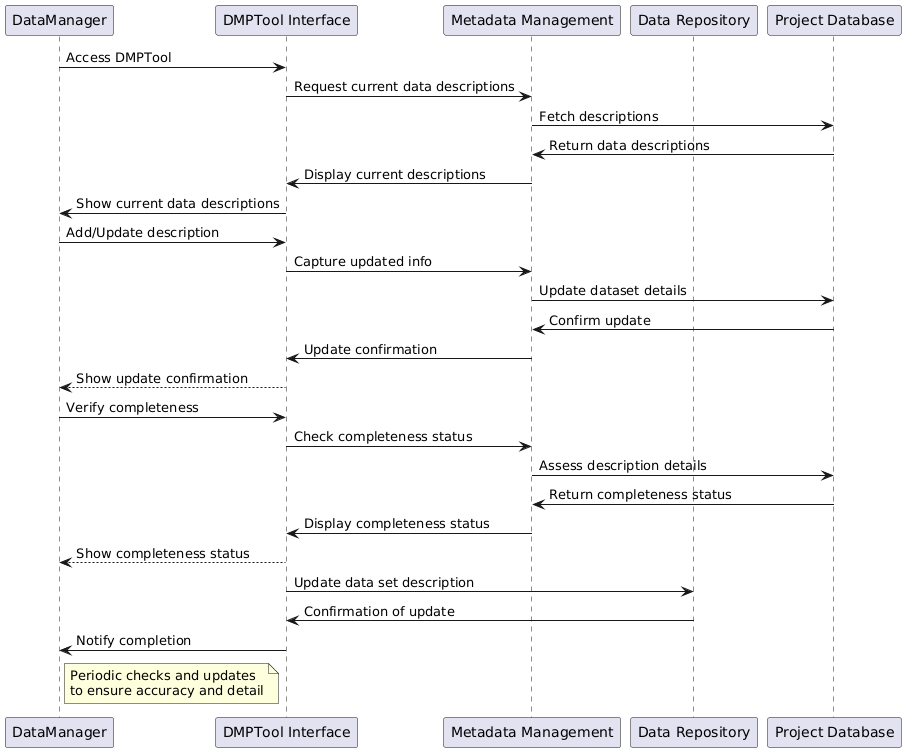 DataManager
DMPTool Interface
Metadata Management
Data Repository
Project Database
Access DMPTool
Request current data descriptions
Fetch descriptions
Return data descriptions
Display current descriptions
Show current data descriptions
Add/Update description
Capture updated info
Update dataset details
Confirm update
Update confirmation
Show update confirmation
Verify completeness
Check completeness status
Assess description details
Return completeness status
Display completeness status
Show completeness status
Update data set description
Confirmation of update
Notify completion
Periodic checks and updates
to ensure accuracy and detail
DataManager
DMPTool Interface
Metadata Management
Data Repository
Project Database